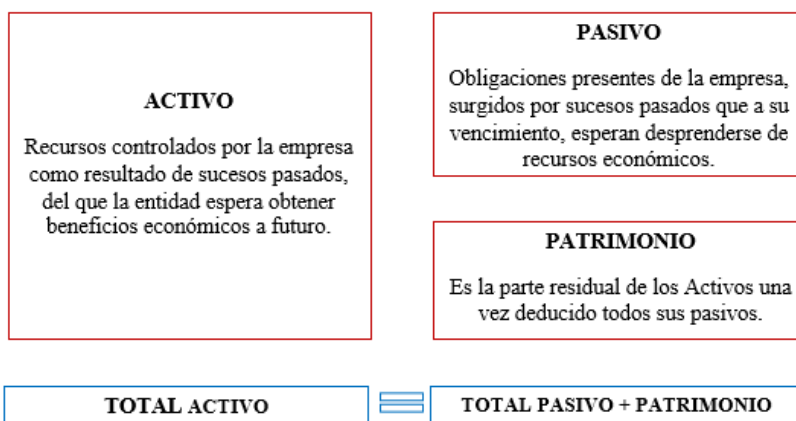 ACTIVO
Recursos controlados por la empresa
como resultado de sucesos pasados,
del que la entidad espera obtener
beneficios económicos a futuro.
PASIVO
Obligaciones presentes de la empresa,
surgidos por sucesos pasados que a su
vencimiento, esperan desprenderse de
recursos económicos.
PATRIMONIO
Es la parte residual de los Activos una
vez deducido todos sus pasivos.
TOTAL ACTIVO
TOTAL PASIVO + PATRIMONIO